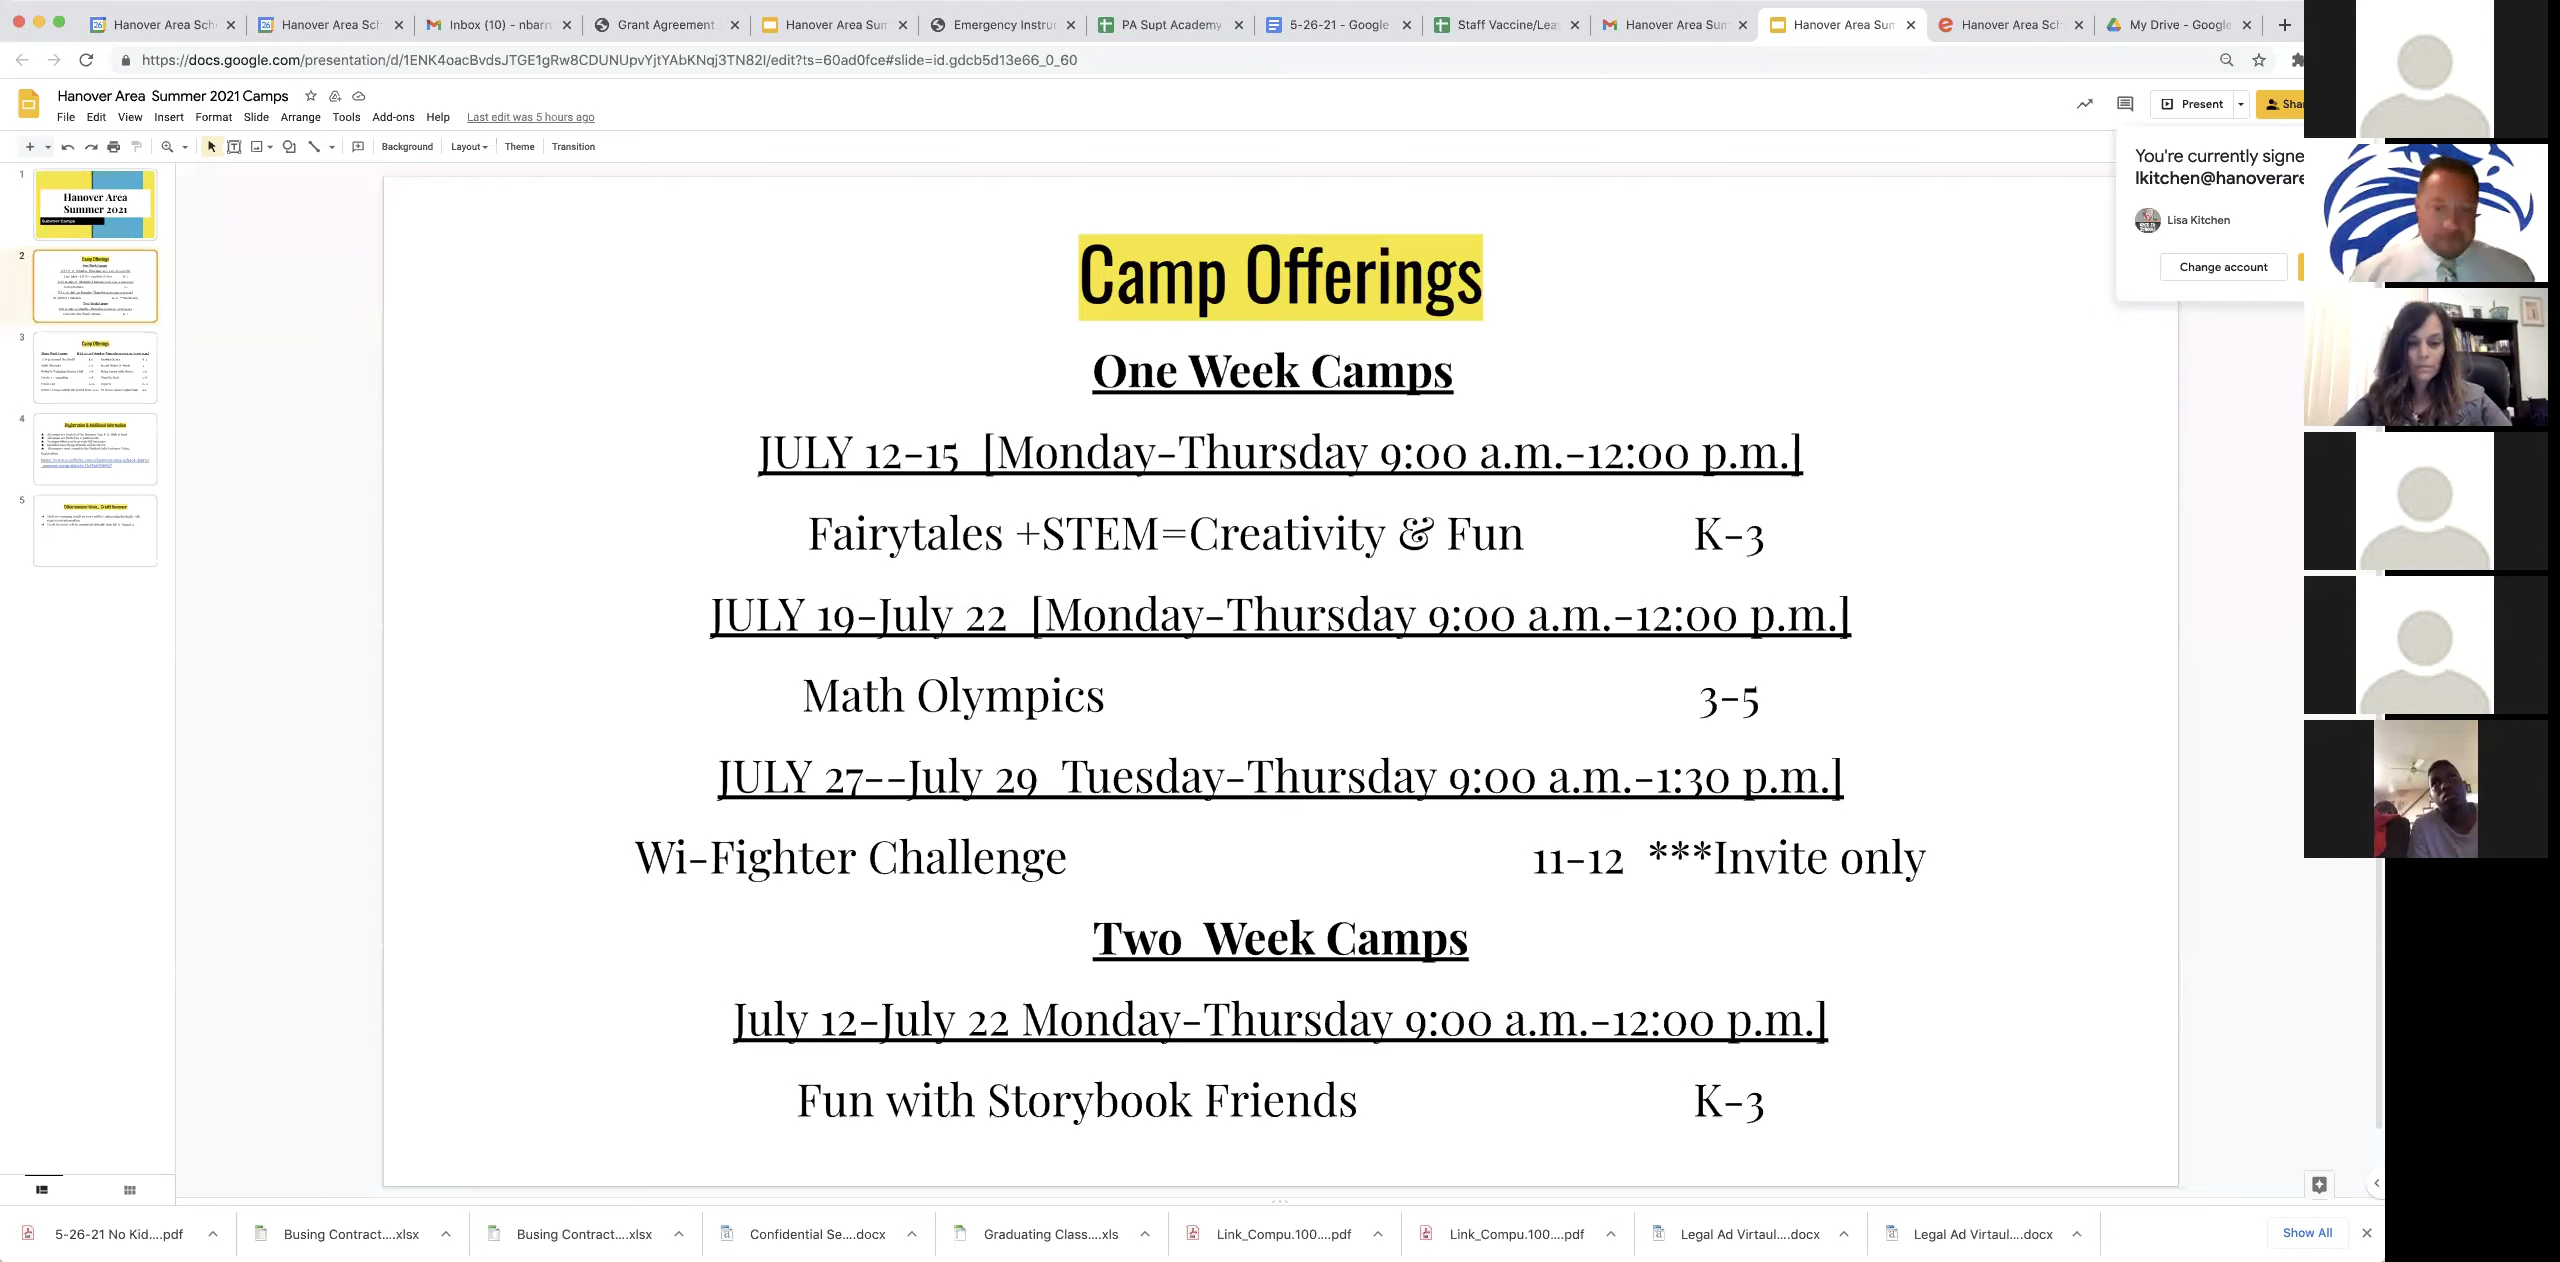 Hanover Area Sch
Hanover Area Sch
Inbox (10) - nbarr
Grant Agreement
Hanover Area Sum
Emergency Instruc
PA Supt Academy
5-26-21 - Google
Staff Vaccine/Lea
Hanover Area Sum
Hanover Area Sum
Hanover Area Sch
My Drive - Google
https://docs.google.com/presentation/d/1ENK4oacBvdsJTGE1gRw8CDUNUpvYjtYAbKNqj3TN82I/edit?ts=60ad0fce#slide=id.gdcb5d13e66_0_60
Hanover Area  Summer 2021 Camps
File Edit View Insert Format Slide Arrange Tools Add-ons Help Last edit was 5 hours ago
Present
Shar
Background Layout Theme Transition
You're currently signe
lkitchen@hanoverare
Lisa Kitchen
Change account
1
Hanover Area
Summer 2021
Summer Camps
2
3
4
5
Camp Offerings
One Week Camps
JULY 12-15  [Monday-Thursday 9:00 a.m.-12:00 p.m.]
Fairytales +STEM=Creativity & Fun K-3
JULY 19-July 22  [Monday-Thursday 9:00 a.m.-12:00 p.m.]
Math Olympics 3-5
JULY 27--July 29  Tuesday-Thursday 9:00 a.m.-1:30 p.m.]
Wi-Fighter Challenge 11-12  ***Invite only
Two  Week Camps
July 12-July 22 Monday-Thursday 9:00 a.m.-12:00 p.m.]
Fun with Storybook Friends K-3
5-26-21 No Kid....pdf
Busing Contract....xlsx
Busing Contract....xlsx
Confidential Se....docx
Graduating Class....xls
Link_Compu.100....pdf
Link_Compu.100....pdf
Legal Ad Virtaul....docx
Legal Ad Virtaul....docx
Show All